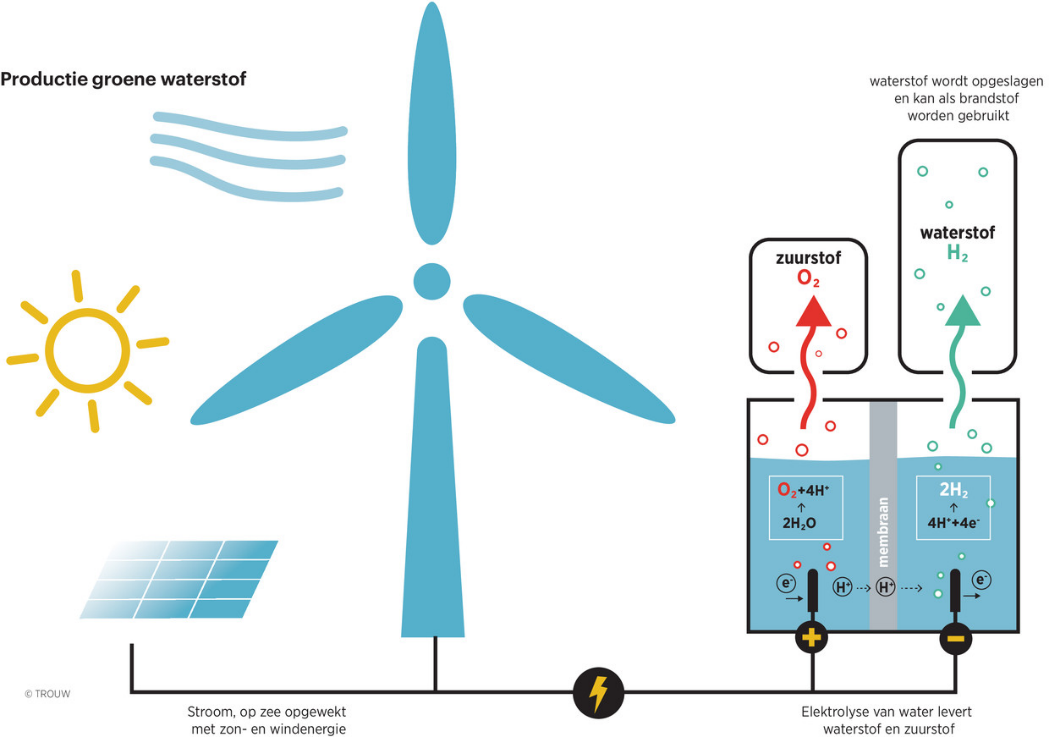 Productie groene waterstof
waterstof wordt opgeslagen
en kan als brandstof
worden gebruikt
zuurstof
O₂
waterstof
H₂
O₂+4H⁺
↑
2H₂O
membraan
2H₂
↑
4H⁺+4e⁻
e⁻
H⁺
H⁺
e⁻
+
−
© TROUW
Stroom, op zee opgewekt
met zon- en windenergie
Elektrolyse van water levert
waterstof en zuurstof